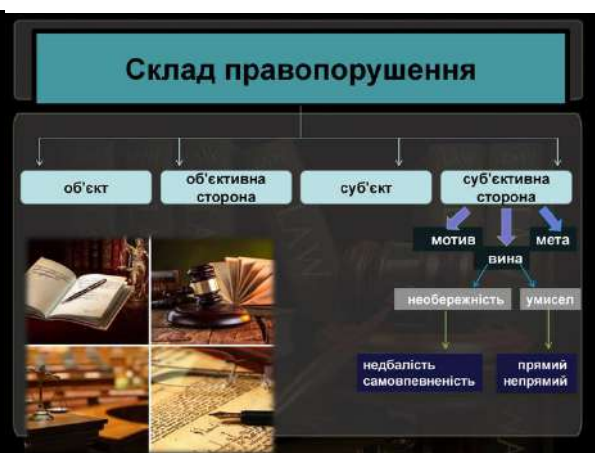 Склад правопорушення
об'єкт
об'єктивна
сторона
суб'єкт
суб'єктивна
сторона
мотив
мета
вина
необережність
умисел
недбалість
самовпевненість
прямий
непрямий